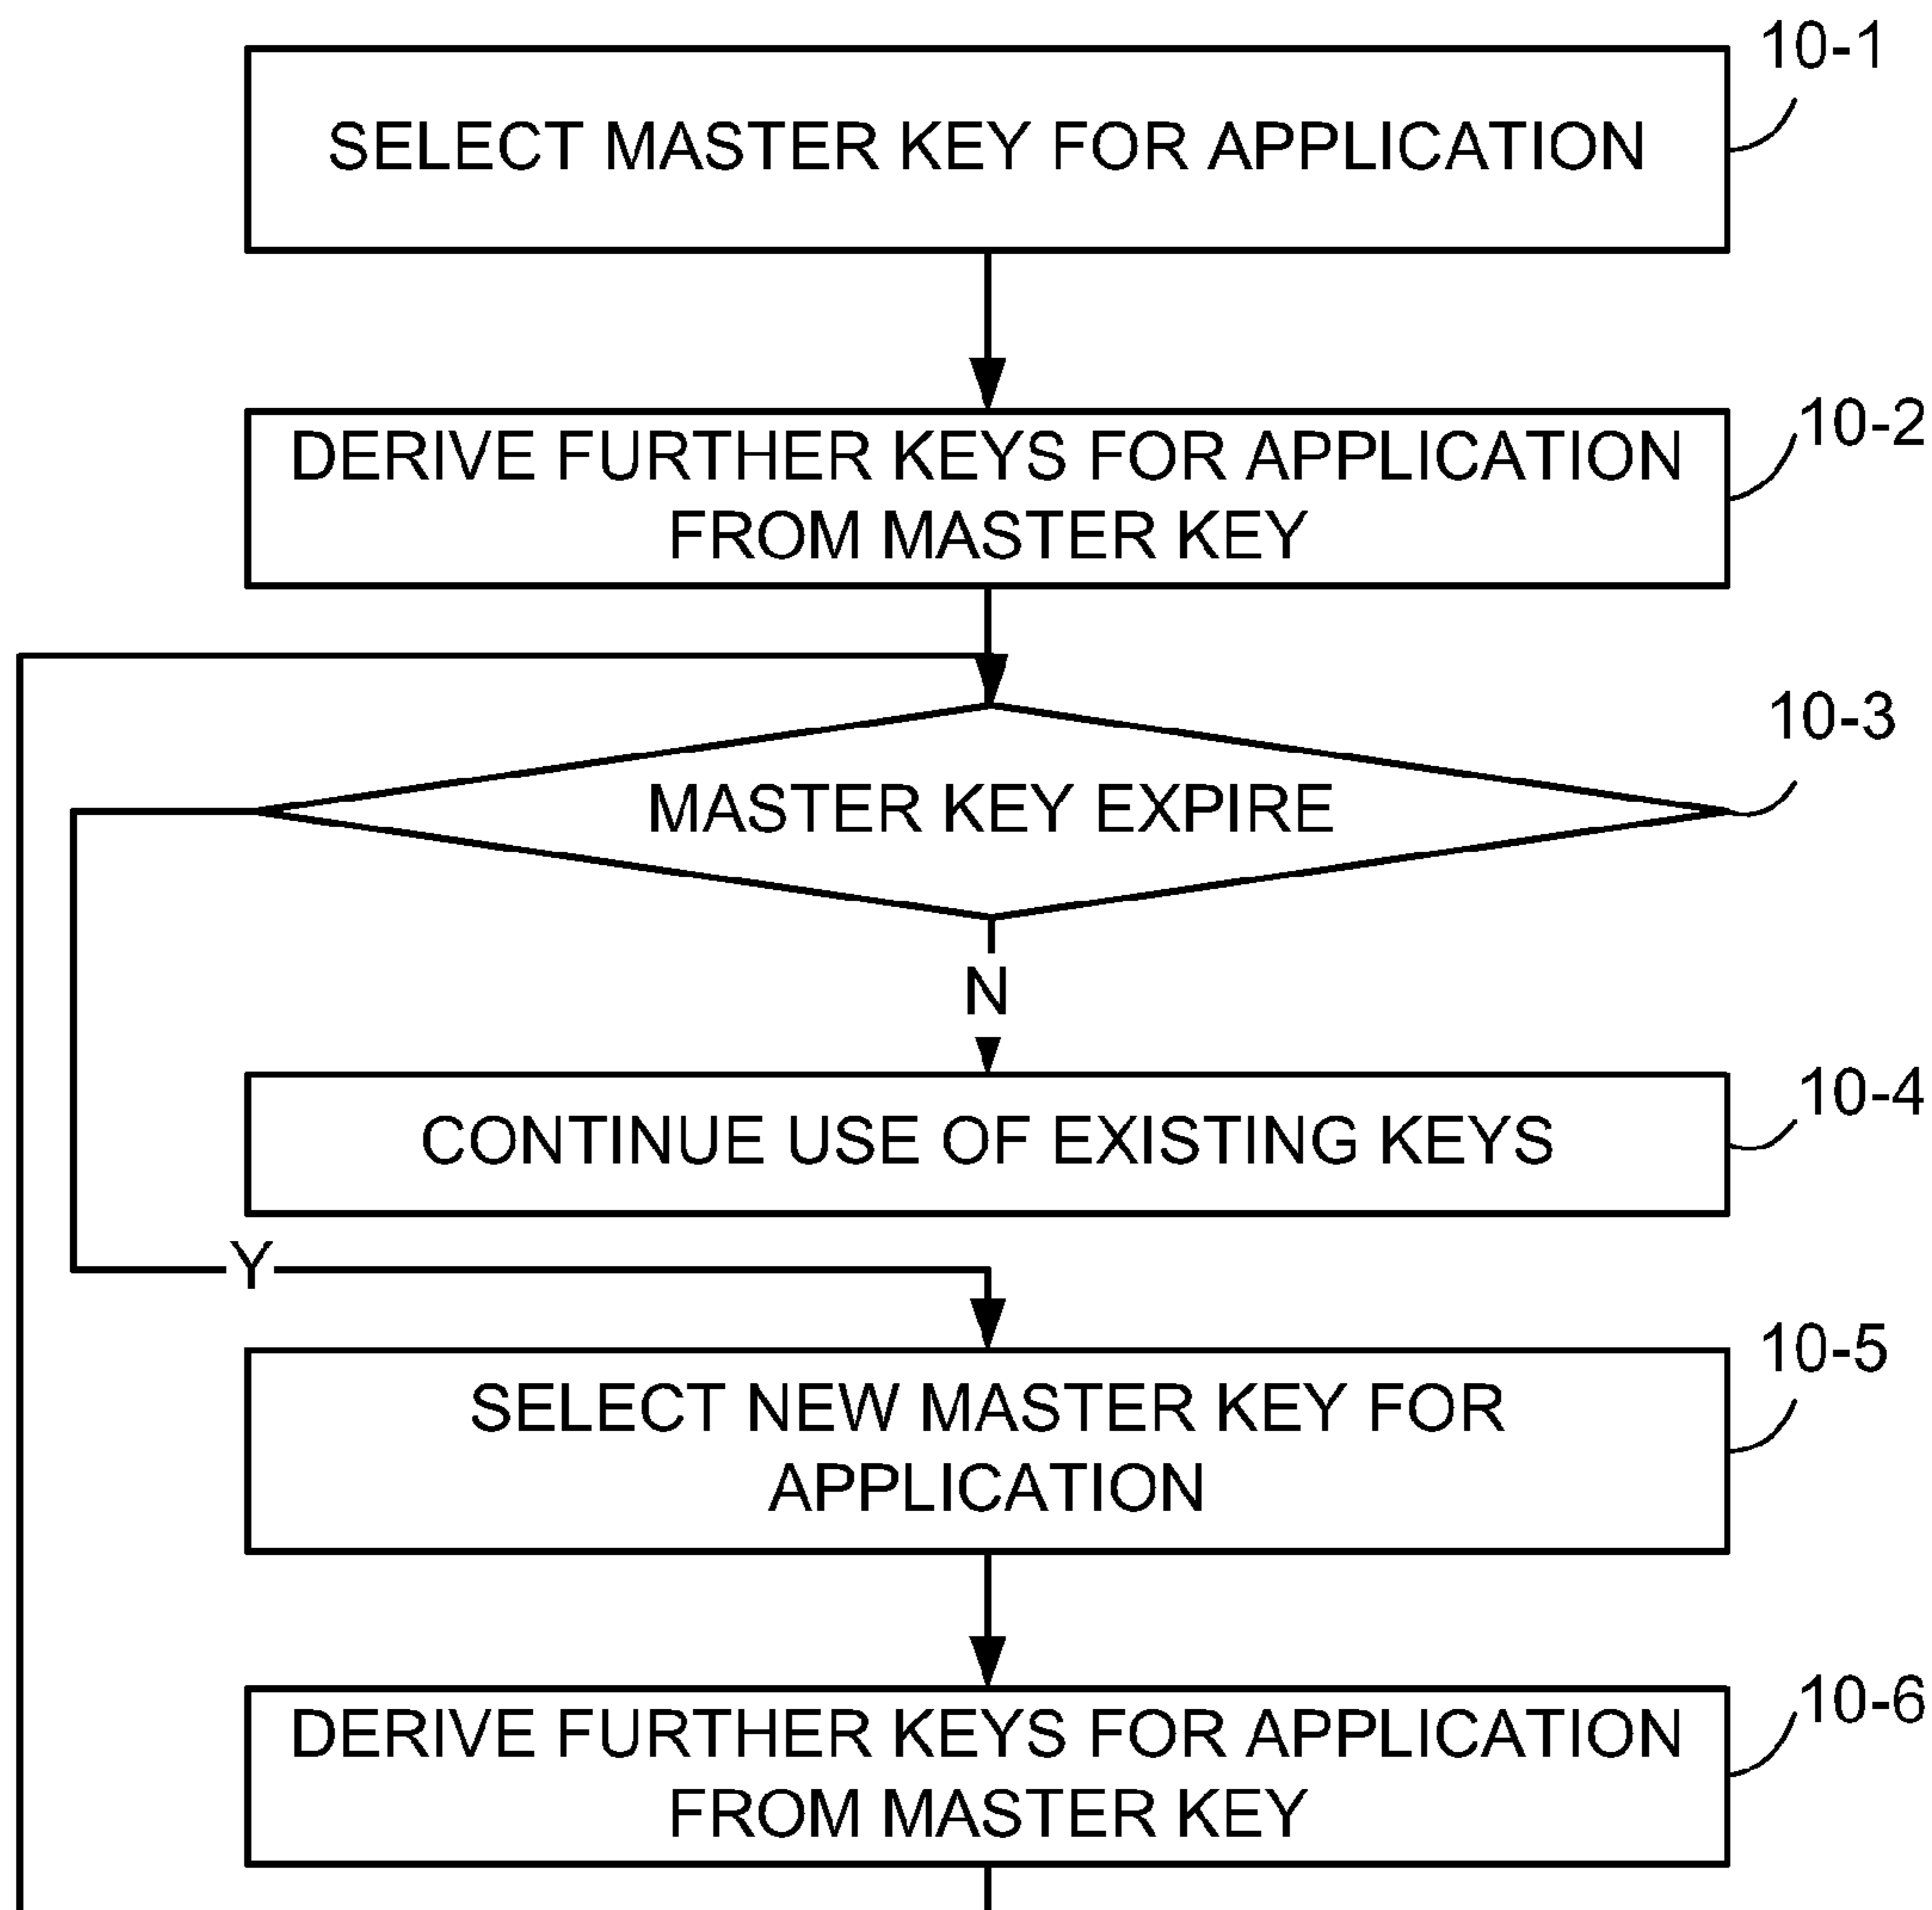 10-1
SELECT MASTER KEY FOR APPLICATION
10-2
DERIVE FURTHER KEYS FOR APPLICATION
FROM MASTER KEY
10-3
MASTER KEY EXPIRE
N
10-4
CONTINUE USE OF EXISTING KEYS
Y
10-5
SELECT NEW MASTER KEY FOR
APPLICATION
10-6
DERIVE FURTHER KEYS FOR APPLICATION
FROM MASTER KEY